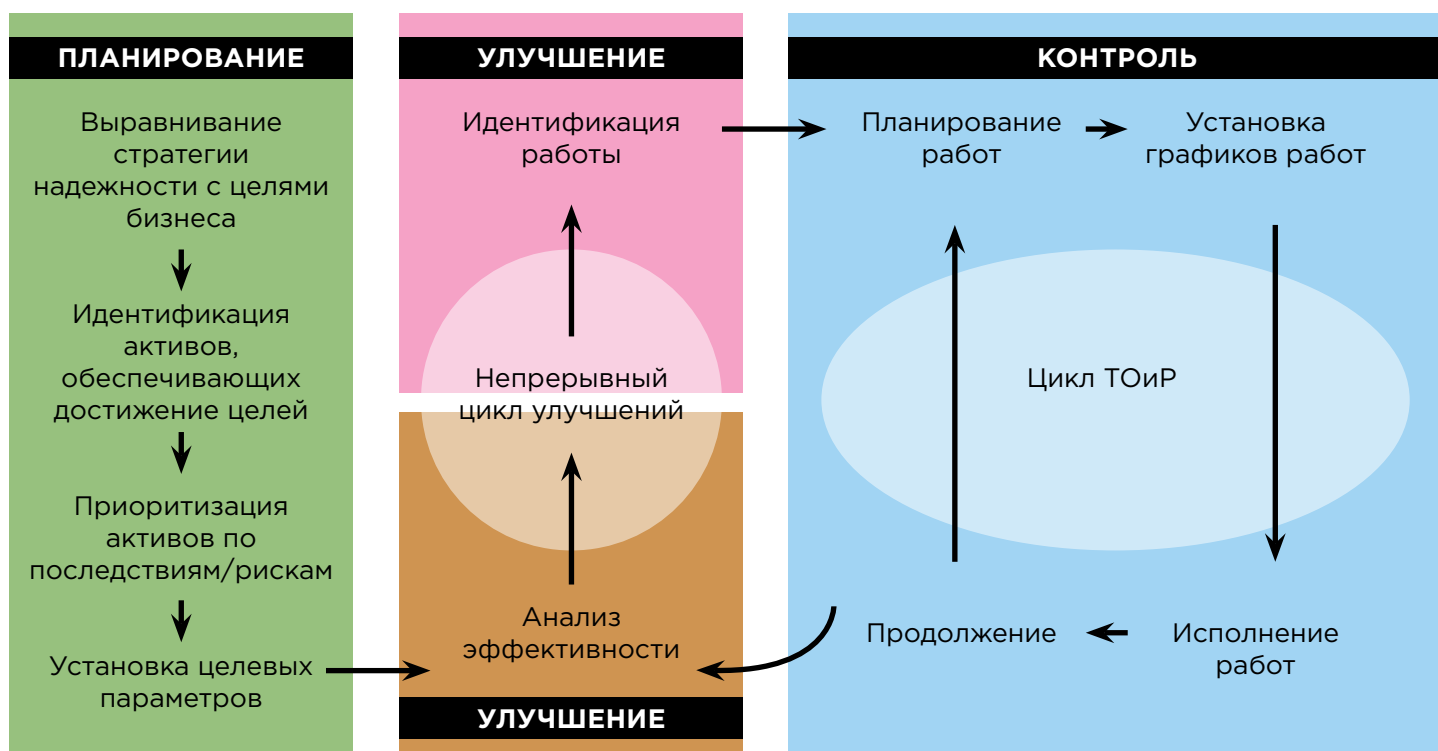 ПЛАНИРОВАНИЕ
Выравнивание
стратегии
надежности с целями
бизнеса
Идентификация
активов,
обеспечивающих
достижение целей
Приоритизация
активов по
последствиям/рискам
Установка целевых
параметров
УЛУЧШЕНИЕ
Идентификация
работы
Непрерывный
цикл улучшений
Анализ
эффективности
УЛУЧШЕНИЕ
КОНТРОЛЬ
Планирование
работ
Установка
графиков работ
Цикл ТОиР
Продолжение
Исполнение
работ